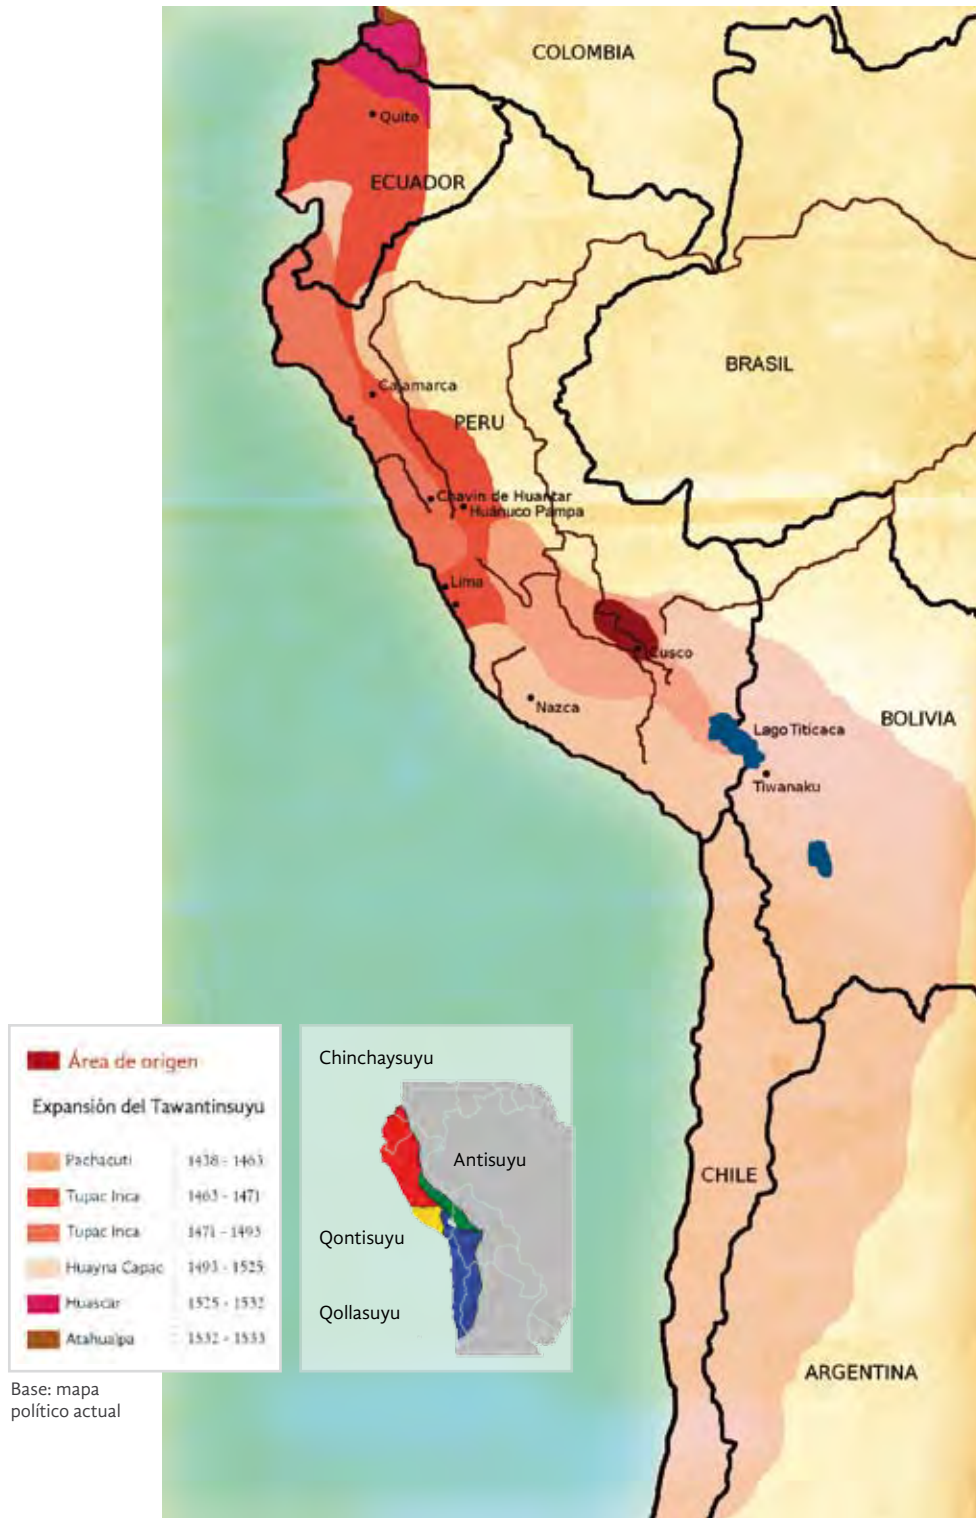 COLOMBIA
Quito
ECUADOR
BRASIL
Cajamarca
PERU
Chavin de Huantar
Huánuco Pampa
Lima
Cusco
Nazca
Lago Titicaca
BOLIVIA
Tiwanaku
CHILE
ARGENTINA
Área de origen
Expansión del Tawantinsuyu
Pachacuti 1438 - 1463
Tupac Inca 1463 - 1471
Tupac Inca 1471 - 1493
Huayna Capac 1493 - 1525
Huascar 1525 - 1532
Atahualpa 1532 - 1533
Chinchaysuyu
Antisuyu
Qontisuyu
Qollasuyu
Base: mapa
político actual